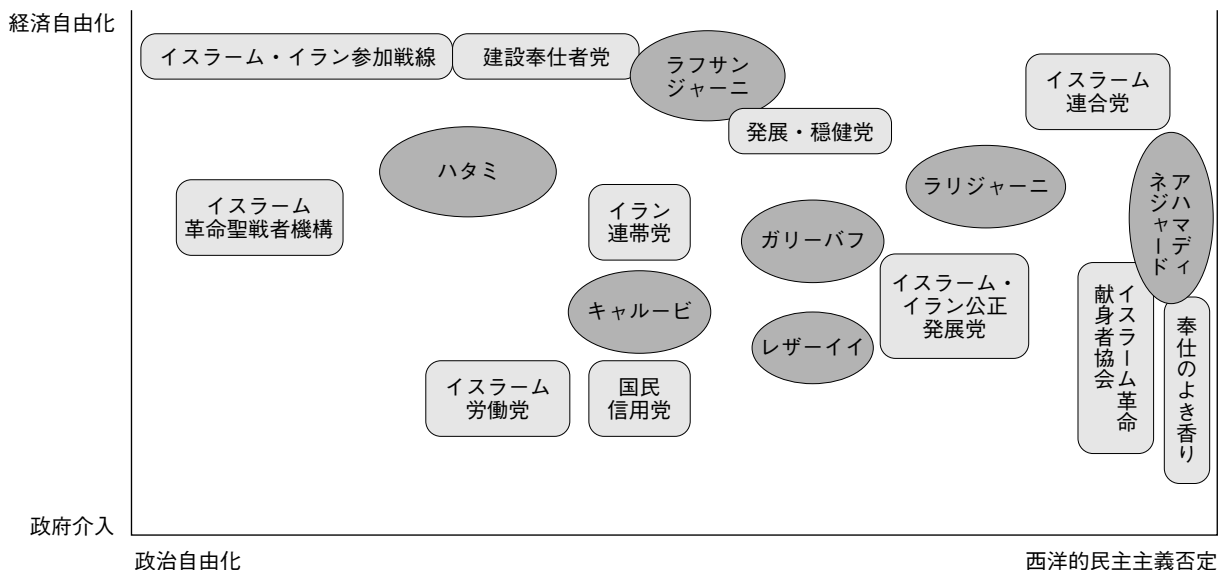 経済自由化
イスラーム・イラン参加戦線
建設奉仕者党
ラフサン
ジャーニ
イスラーム
連合党
発展・穏健党
ハタミ
ラリジャーニ
アハマディ
ネジャード
イスラーム
革命聖戦者機構
イラン
連帯党
ガリーバフ
イスラーム・
イラン公正
発展党
キャルービ
レザーイイ
イスラーム革命
献身者協会
奉仕のよき香り
イスラーム
労働党
国民
信用党
政府介入
政治自由化
西洋的民主主義否定